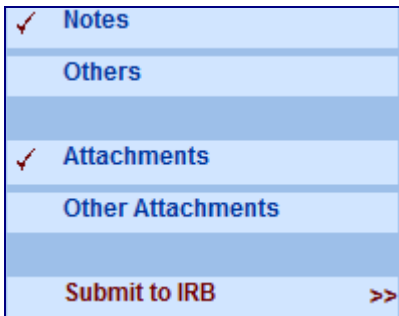 ✓ Notes
Others
✓ Attachments
Other Attachments
Submit to IRB >>